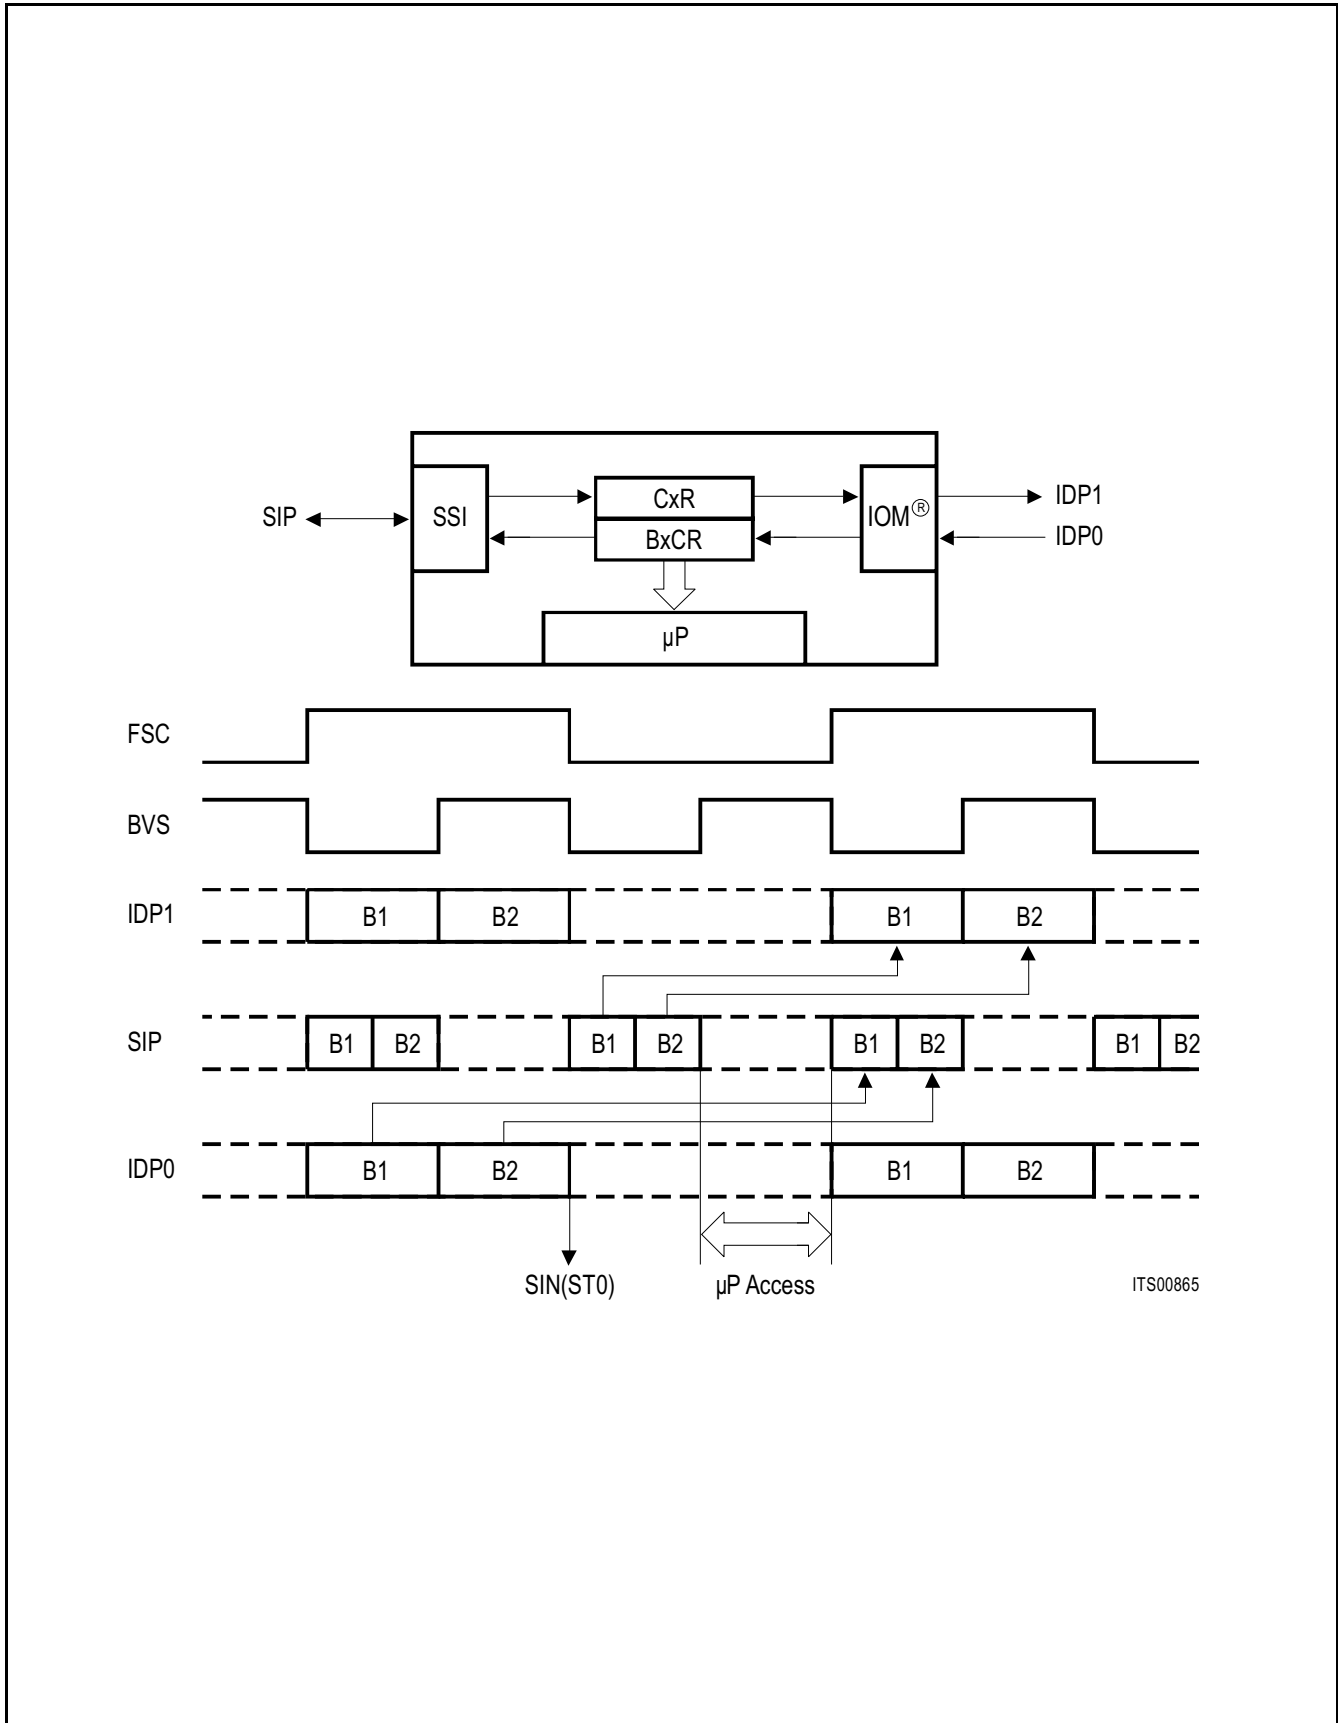 CxR
SIP SSI IOM® IDP1
BxCR IDP0
µP
FSC
BVS
IDP1 B1 B2 B1 B2
SIP B1 B2 B1 B2 B1 B2 B1 B2
IDP0 B1 B2 B1 B2
SIN(ST0) µP Access ITS00865